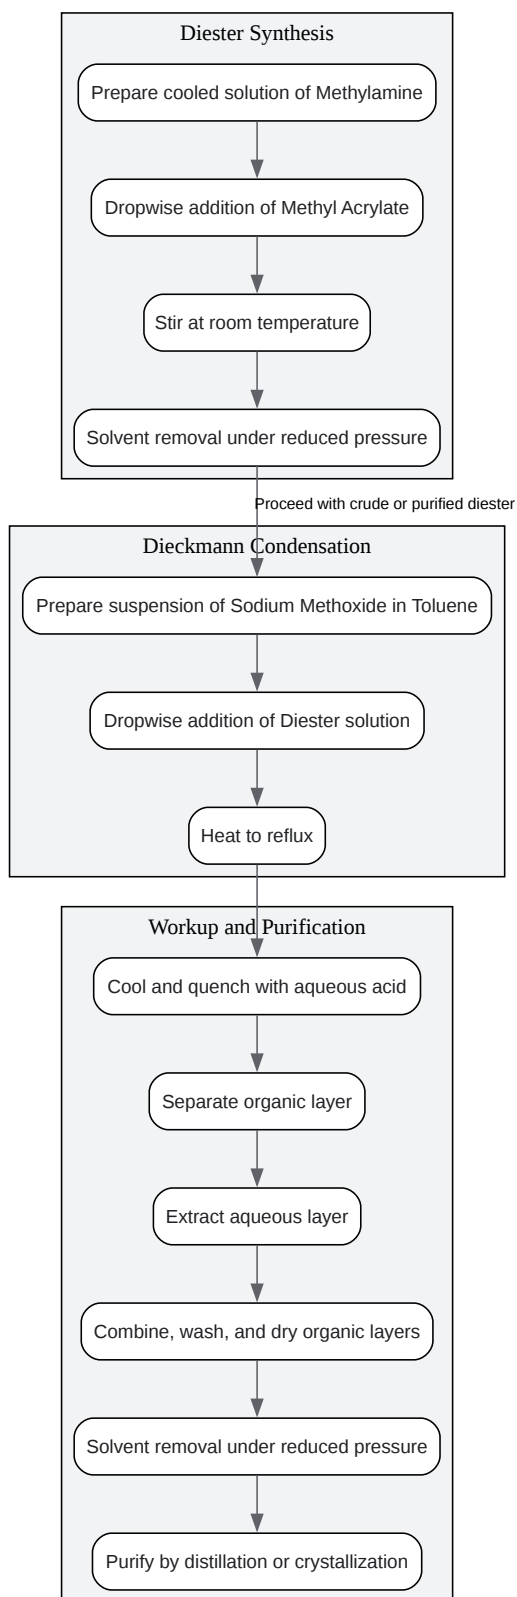 Diester Synthesis
Prepare cooled solution of Methylamine
Dropwise addition of Methyl Acrylate
Stir at room temperature
Solvent removal under reduced pressure
Proceed with crude or purified diester
Dieckmann Condensation
Prepare suspension of Sodium Methoxide in Toluene
Dropwise addition of Diester solution
Heat to reflux
Workup and Purification
Cool and quench with aqueous acid
Separate organic layer
Extract aqueous layer
Combine, wash, and dry organic layers
Solvent removal under reduced pressure
Purify by distillation or crystallization